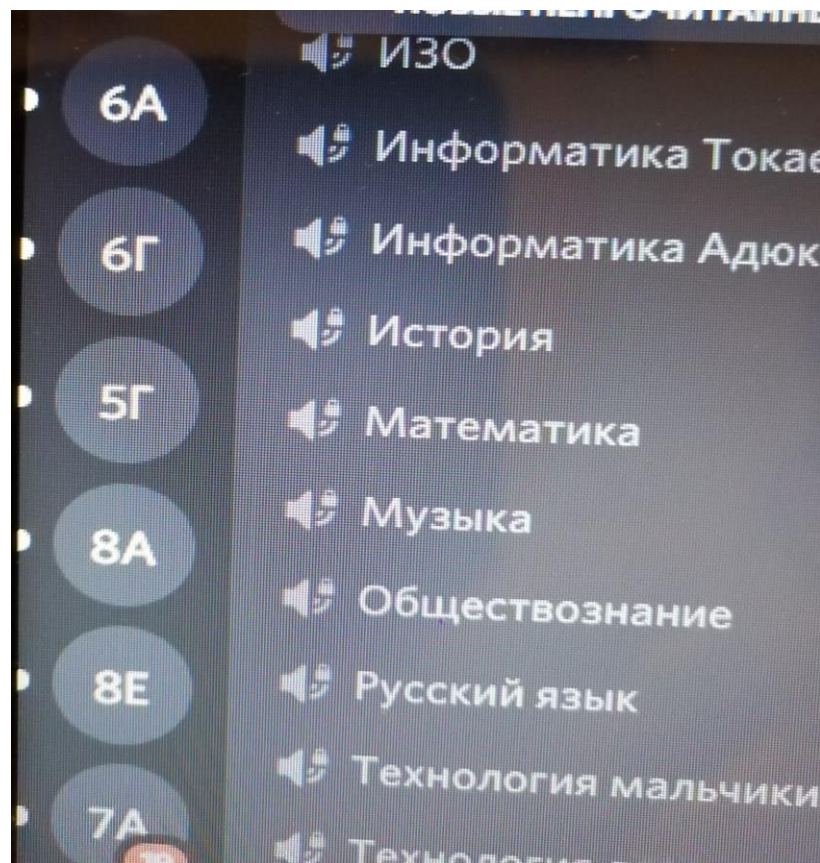 6А
6Г
5Г
8А
8Е
7А
ИЗО
Информатика
Информатика
История
Математика
Музыка
Обществознание
Русский язык
Технология мальчики